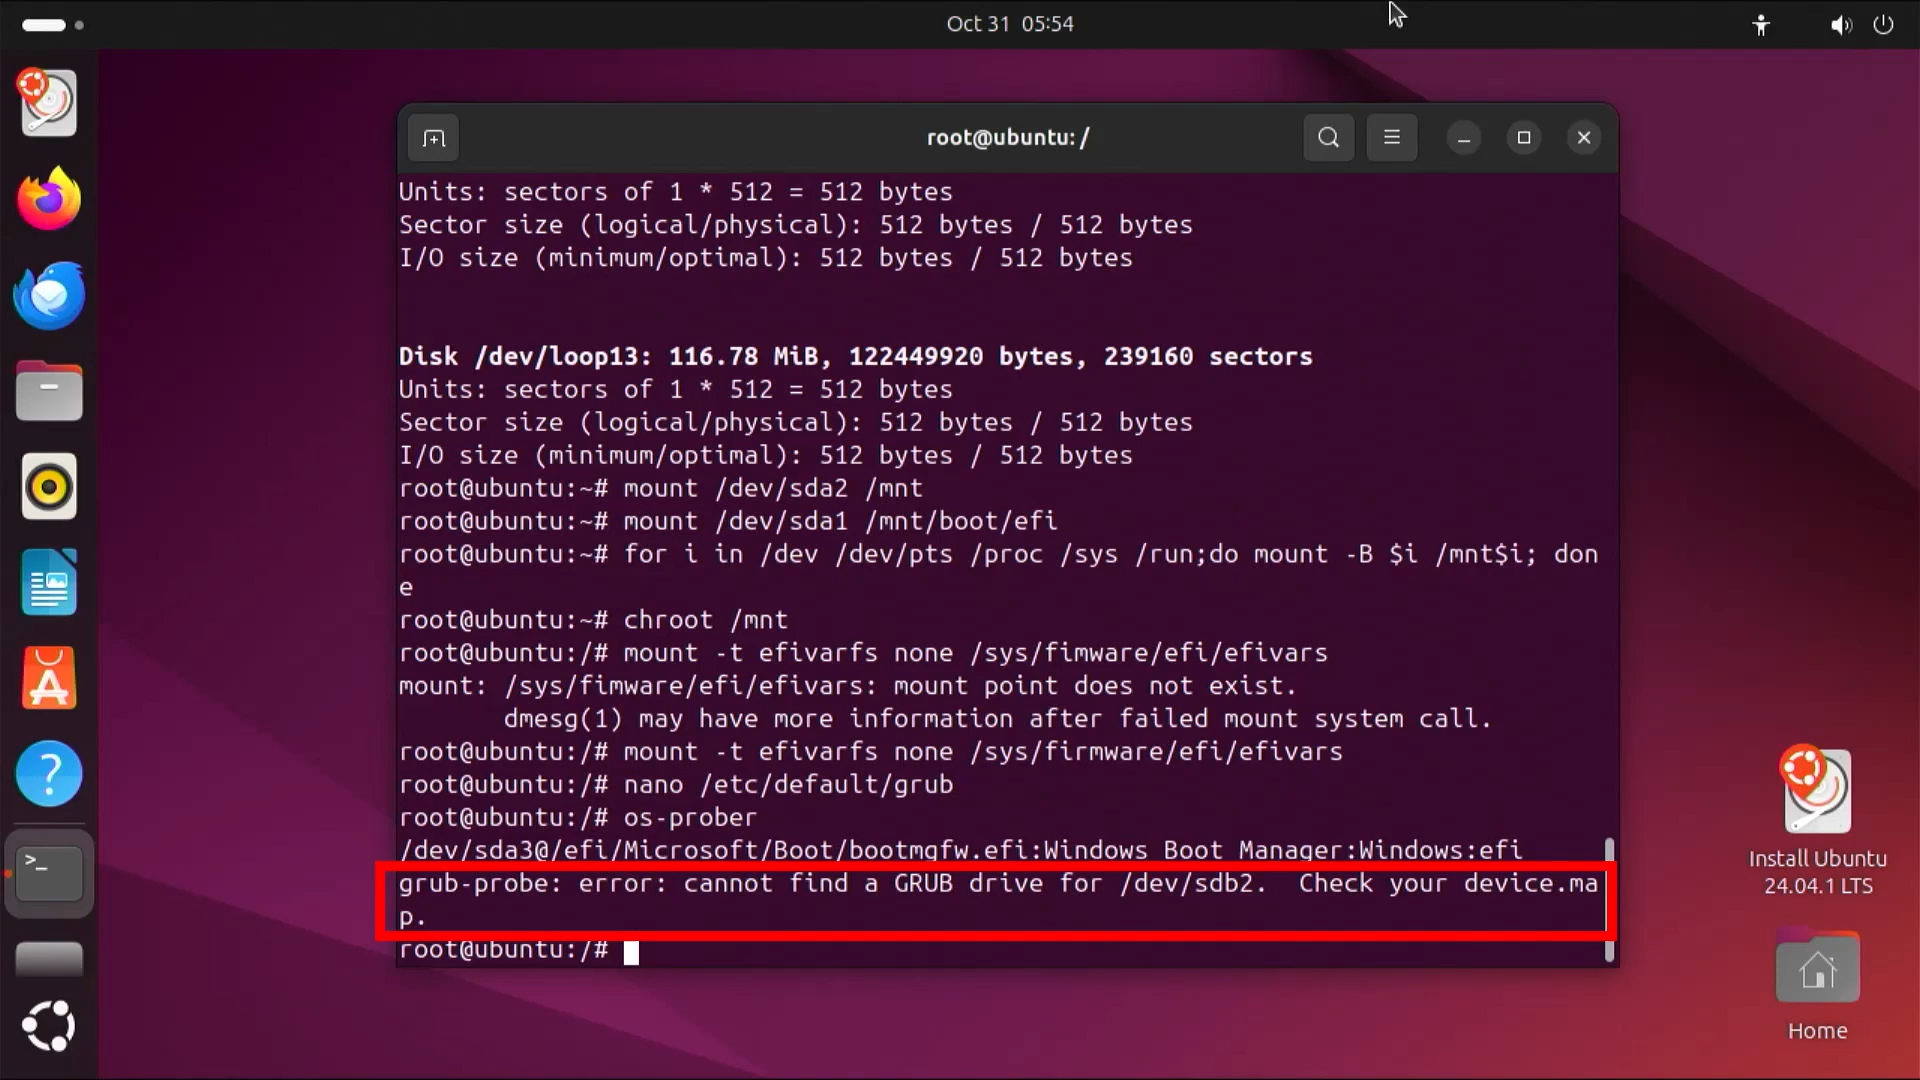 Oct 31 05:54
root@ubuntu: /
Units: sectors of 1 * 512 = 512 bytes
Sector size (logical/physical): 512 bytes / 512 bytes
I/O size (minimum/optimal): 512 bytes / 512 bytes
Disk /dev/loop13: 116.78 MiB, 122449920 bytes, 239160 sectors
Units: sectors of 1 * 512 = 512 bytes
Sector size (logical/physical): 512 bytes / 512 bytes
I/O size (minimum/optimal): 512 bytes / 512 bytes
root@ubuntu:~# mount /dev/sda2 /mnt
root@ubuntu:~# mount /dev/sda1 /mnt/boot/efi
root@ubuntu:~# for i in /dev /dev/pts /proc /sys /run;do mount -B $i /mnt$i; don
e
root@ubuntu:~# chroot /mnt
root@ubuntu:/# mount -t efivarfs none /sys/fimware/efi/efivars
mount: /sys/fimware/efi/efivars: mount point does not exist.
dmesg(1) may have more information after failed mount system call.
root@ubuntu:/# mount -t efivarfs none /sys/firmware/efi/efivars
root@ubuntu:/# nano /etc/default/grub
root@ubuntu:/# os-prober
/dev/sda3@/efi/Microsoft/Boot/bootmgfw.efi:Windows Boot Manager:Windows:efi
grub-probe: error: cannot find a GRUB drive for /dev/sdb2.  Check your device.ma
p.
root@ubuntu:/#
Install Ubuntu
24.04.1 LTS
Home